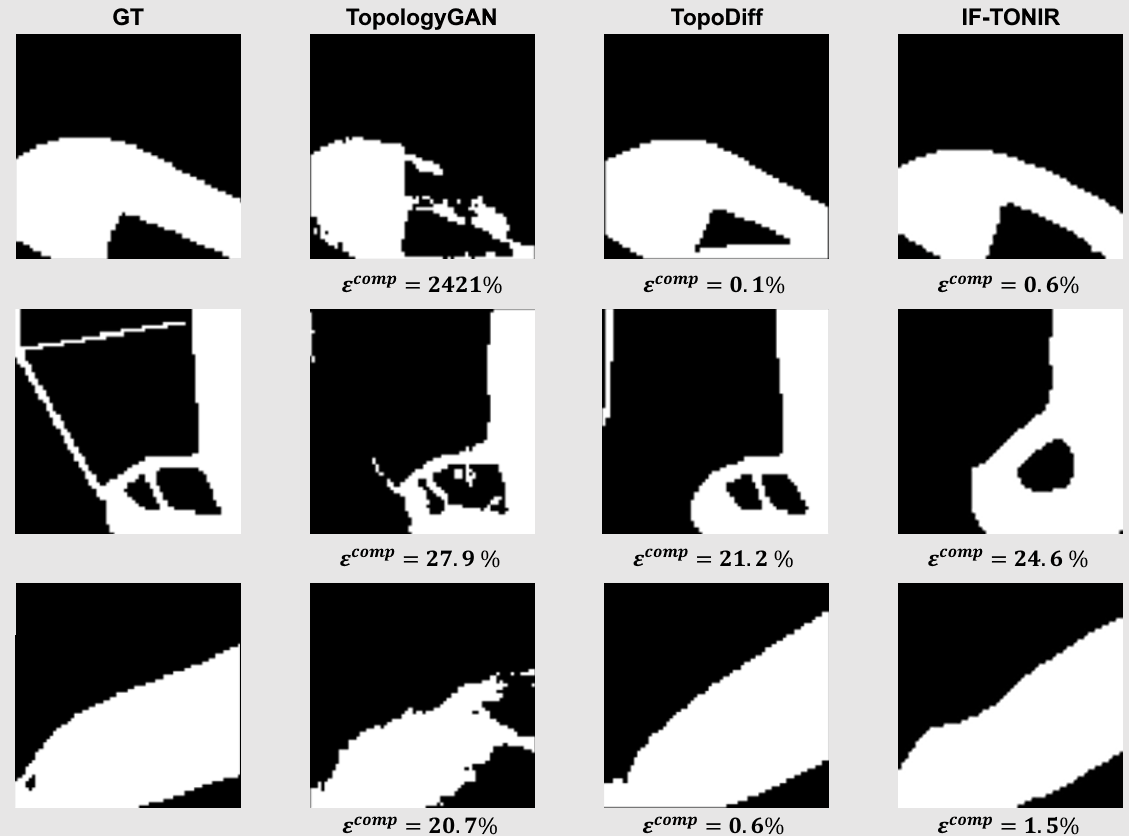 GT TopologyGAN TopoDiff IF-TONIR
ε^comp = 2421% ε^comp = 0.1% ε^comp = 0.6%
ε^comp = 27.9 % ε^comp = 21.2 % ε^comp = 24.6 %
ε^comp = 20.7% ε^comp = 0.6% ε^comp = 1.5%